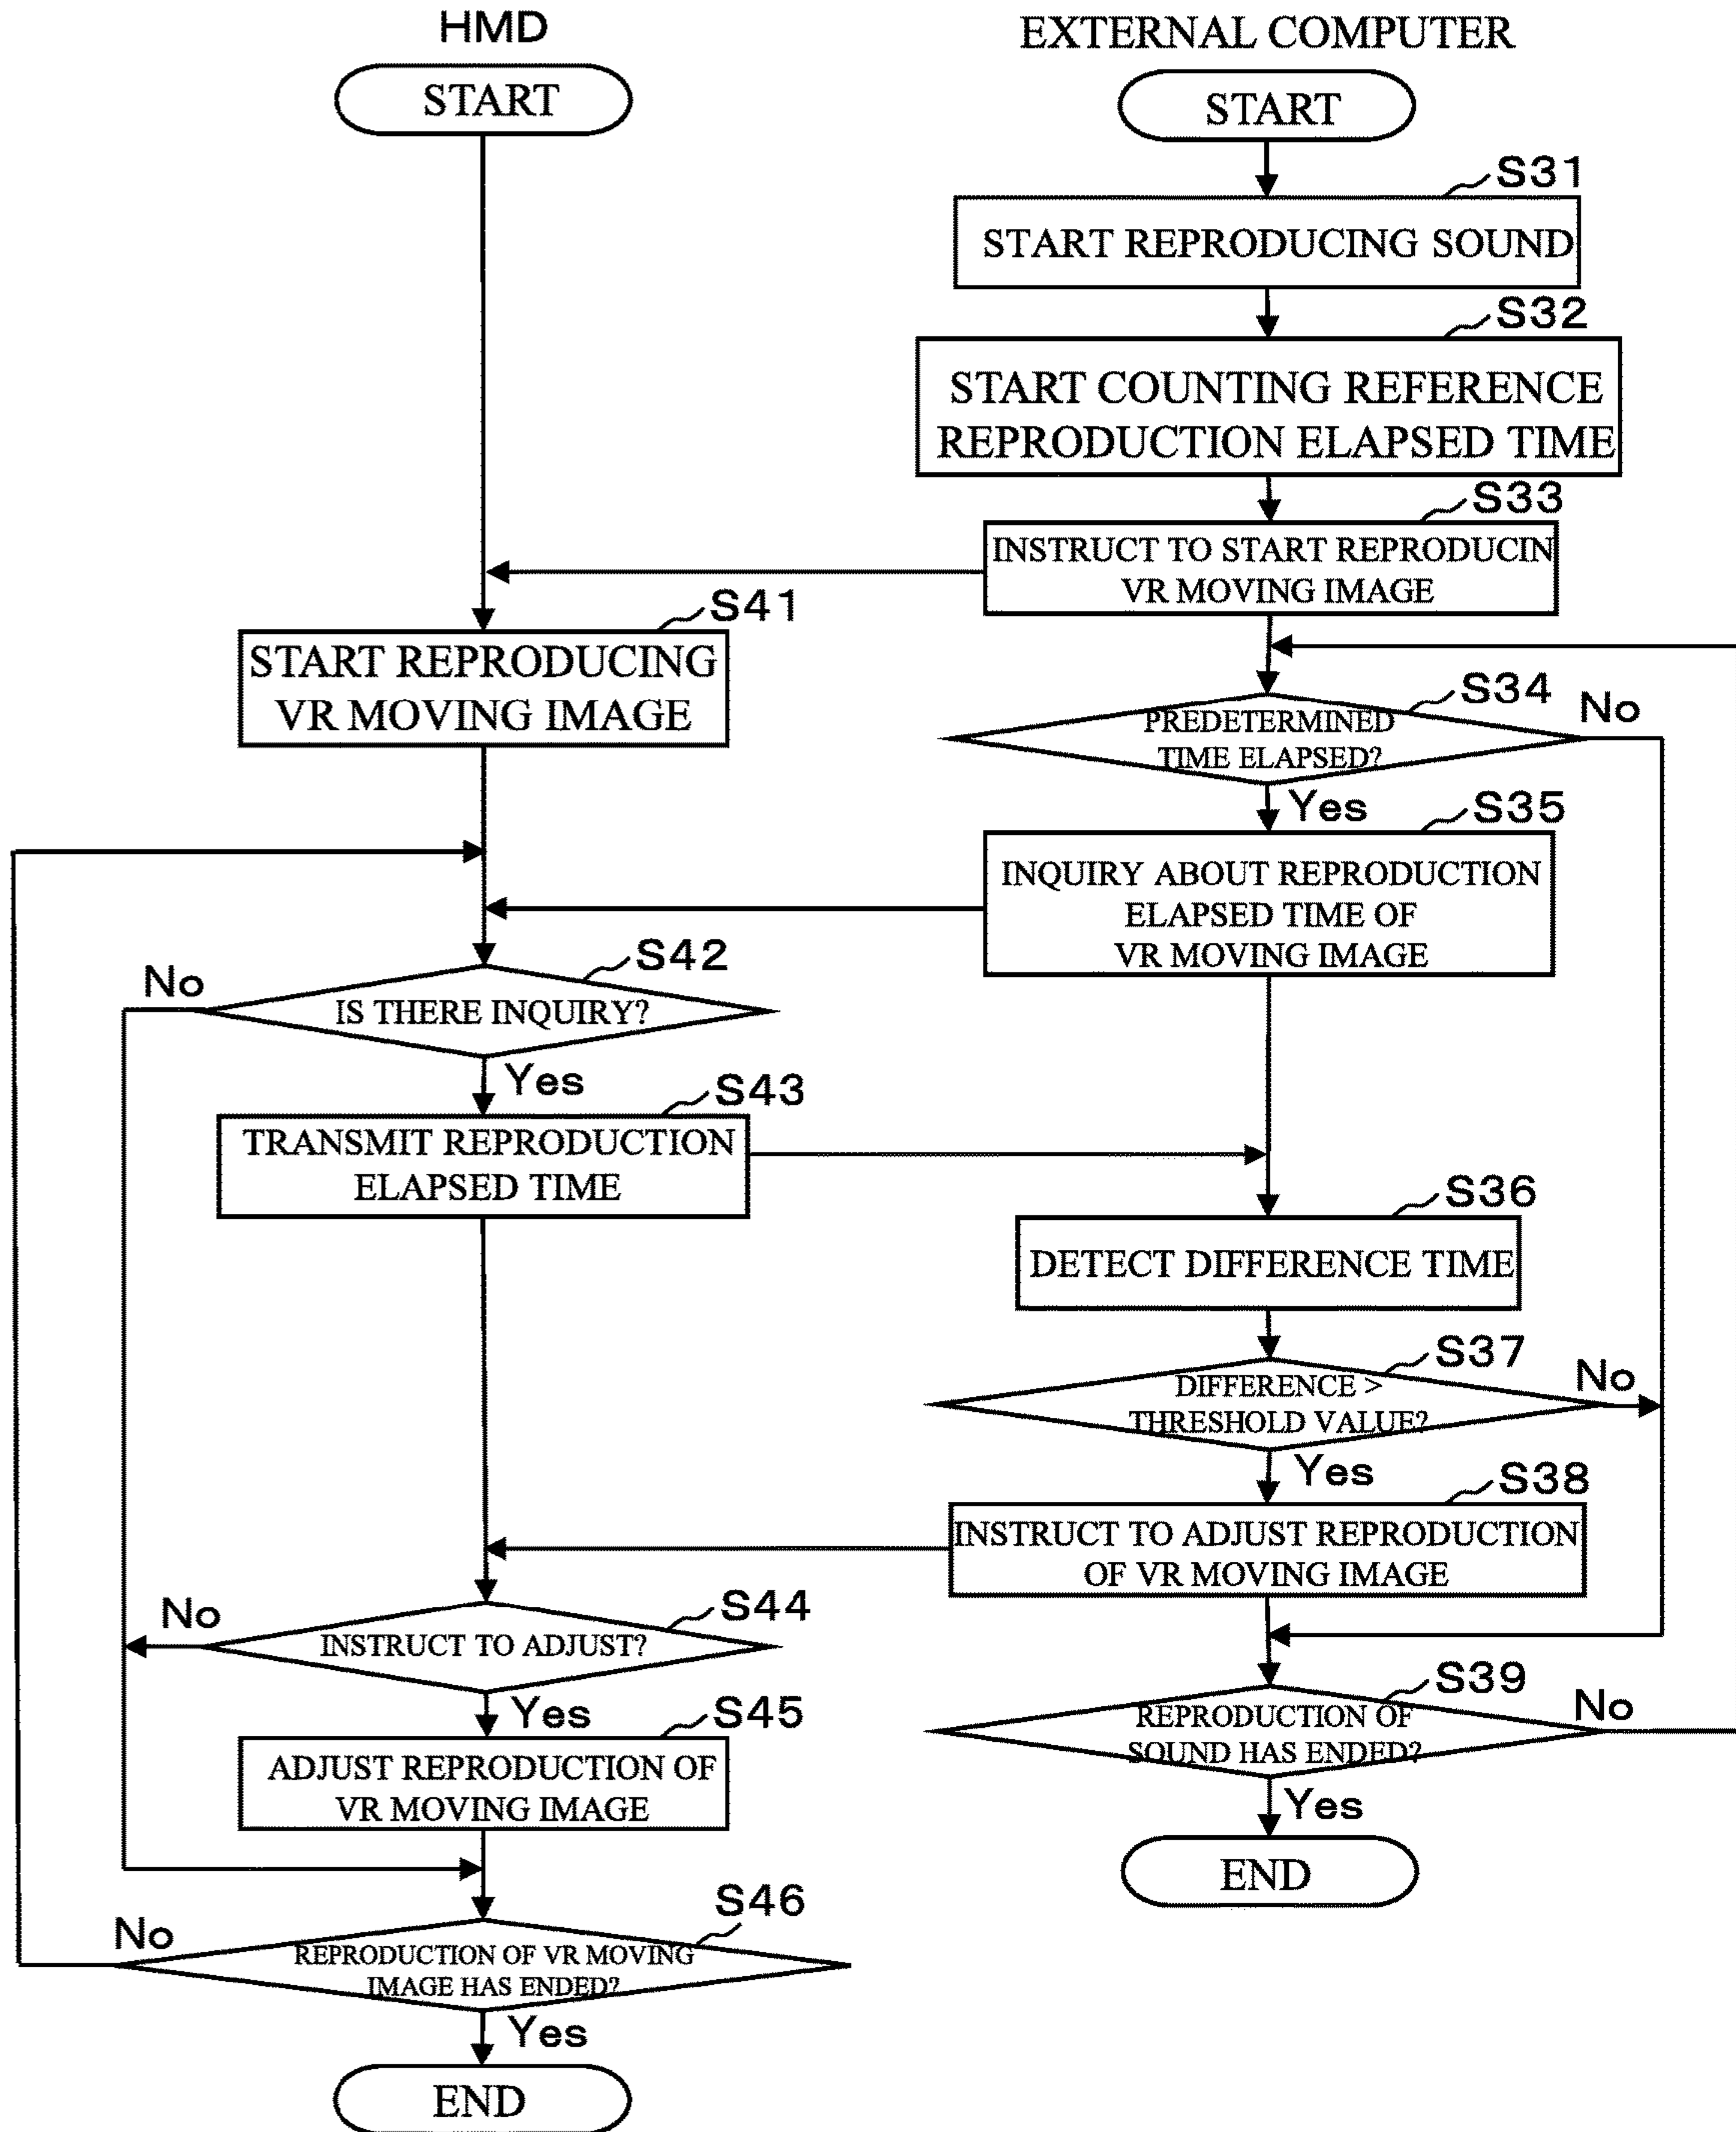 HMD
START
S41
START REPRODUCING
VR MOVING IMAGE
S42
No
IS THERE INQUIRY?
Yes
S43
TRANSMIT REPRODUCTION
ELAPSED TIME
S44
No
INSTRUCT TO ADJUST?
Yes
S45
ADJUST REPRODUCTION OF
VR MOVING IMAGE
S46
No
REPRODUCTION OF VR MOVING
IMAGE HAS ENDED?
Yes
END
EXTERNAL COMPUTER
START
S31
START REPRODUCING SOUND
S32
START COUNTING REFERENCE
REPRODUCTION ELAPSED TIME
S33
INSTRUCT TO START REPRODUCIN
VR MOVING IMAGE
S34
No
PREDETERMINED
TIME ELAPSED?
Yes
S35
INQUIRY ABOUT REPRODUCTION
ELAPSED TIME OF
VR MOVING IMAGE
S36
DETECT DIFFERENCE TIME
S37
No
DIFFERENCE >
THRESHOLD VALUE?
Yes
S38
INSTRUCT TO ADJUST REPRODUCTION
OF VR MOVING IMAGE
S39
No
REPRODUCTION OF
SOUND HAS ENDED?
Yes
END